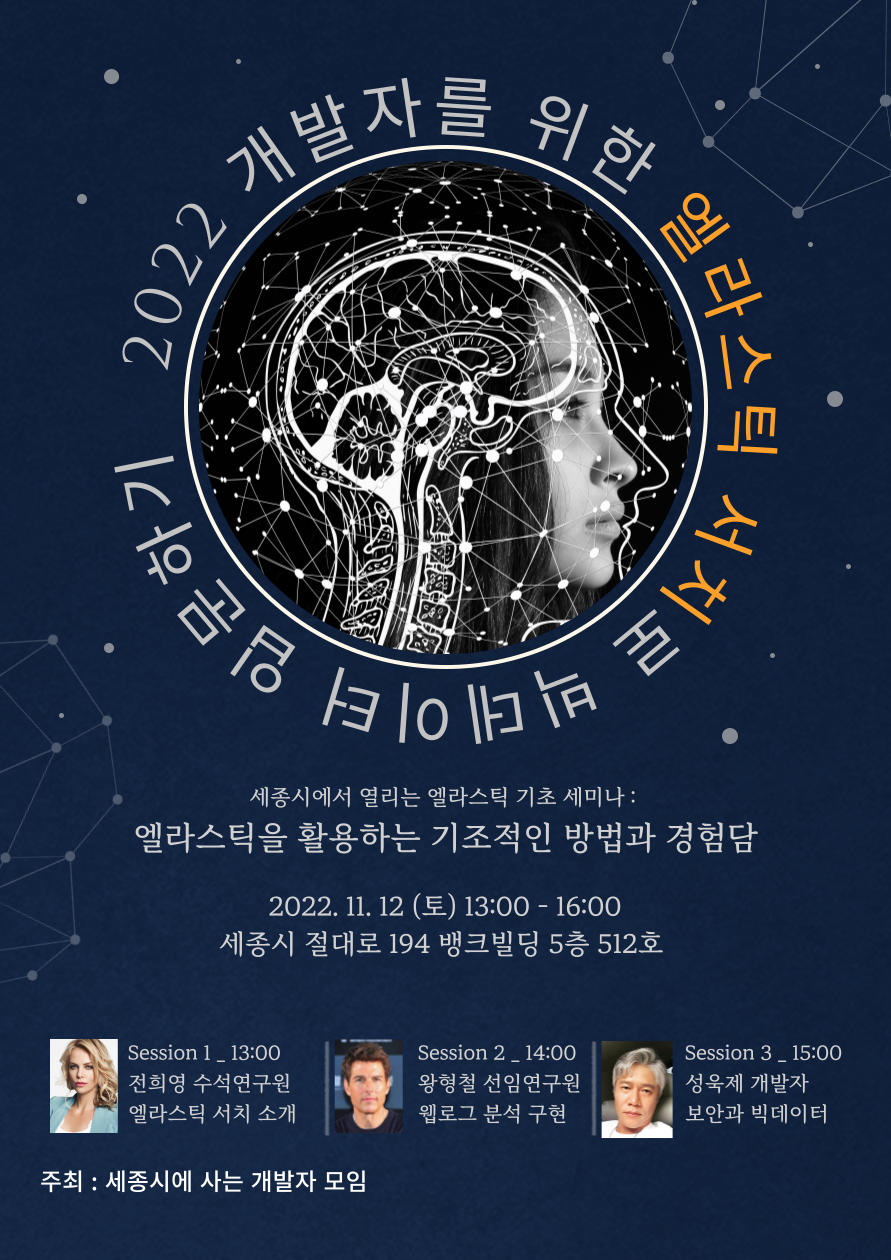 2022 개발자를 위한 엘라스틱 서치로 빅데이터 입문하기
세종시에서 열리는 엘라스틱 기초 세미나 :
엘라스틱을 활용하는 기조적인 방법과 경험담
2022. 11. 12 (토) 13:00 - 16:00
세종시 절대로 194 뱅크빌딩 5층 512호
Session 1 _ 13:00
전희영 수석연구원
엘라스틱 서치 소개
Session 2 _ 14:00
왕형철 선임연구원
웹로그 분석 구현
Session 3 _ 15:00
성욱제 개발자
보안과 빅데이터
주최 : 세종시에 사는 개발자 모임